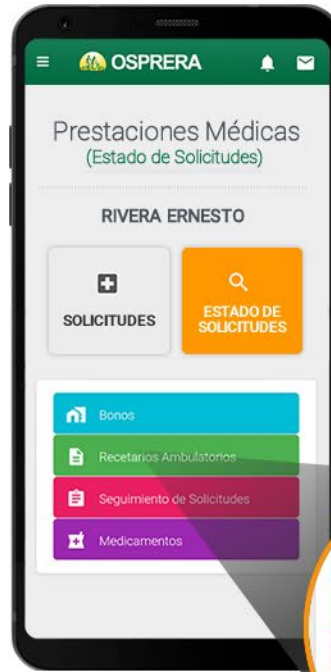 OSPRERA
Prestaciones Médicas
(Estado de Solicitudes)
RIVERA ERNESTO
SOLICITUDES
ESTADO DE
SOLICITUDES
Bonos
Recetarios Ambulatorios
Seguimiento de Solicitudes
Medicamentos